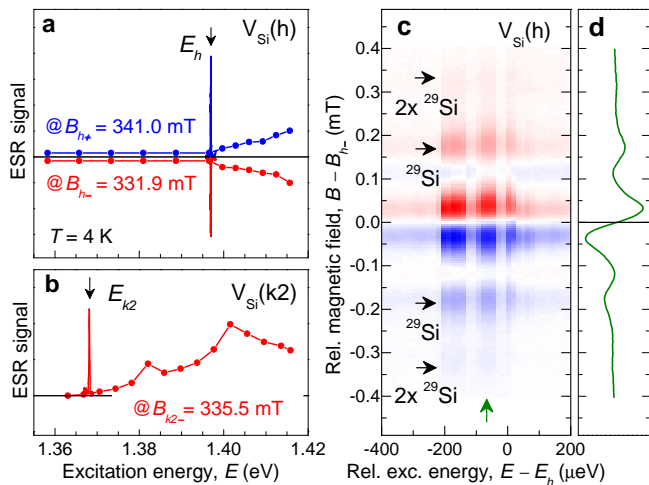 a
V_Si(h)
E_h
ESR signal
@B_h+ = 341.0 mT
@B_h− = 331.9 mT
T = 4 K
b
V_Si(k2)
E_k2
ESR signal
@B_k2− = 335.5 mT
1.36 1.38 1.40 1.42
Excitation energy, E (eV)
c
V_Si(h)
d
Rel. magnetic field, B − B_h− (mT)
0.4
0.3
0.2
0.1
0.0
-0.1
-0.2
-0.3
-0.4
2x ²⁹Si
²⁹Si
²⁹Si
2x ²⁹Si
-400 -200 0 200
Rel. exc. energy, E − E_h (µeV)